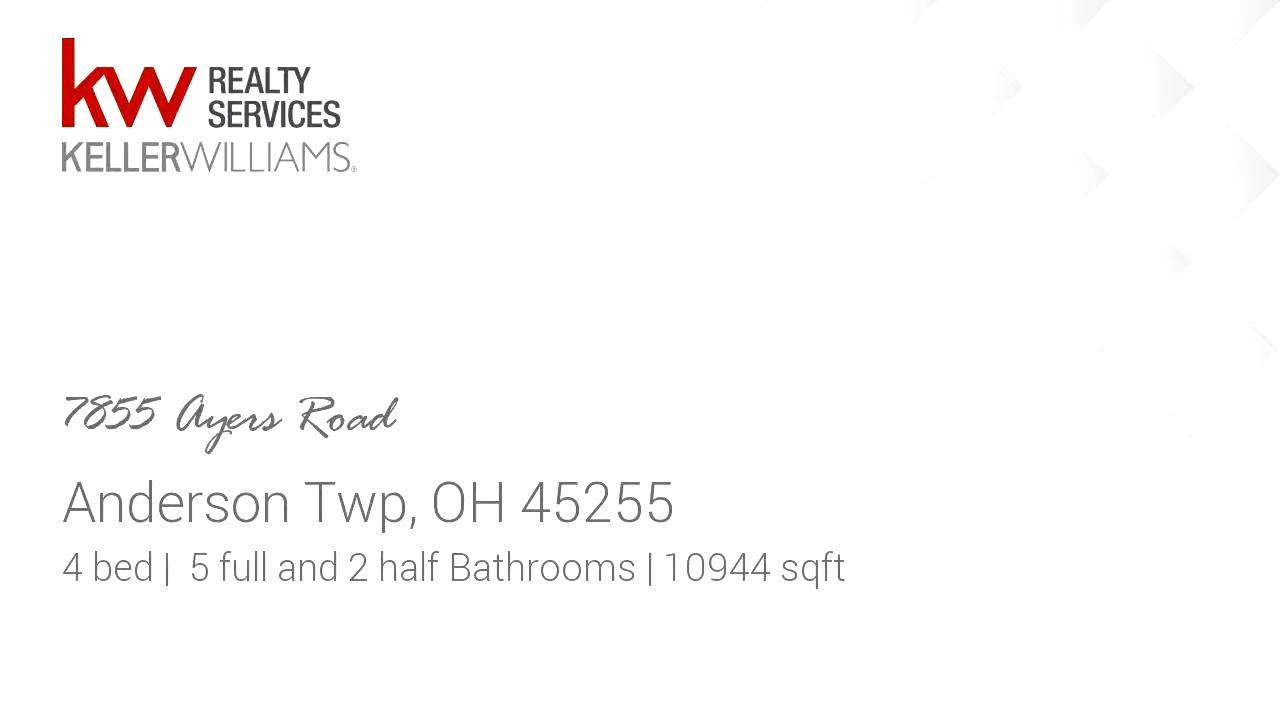 kw REALTY
SERVICES
KELLERWILLIAMS®
7855 Ayers Road
Anderson Twp, OH 45255
4 bed | 5 full and 2 half Bathrooms | 10944 sqft